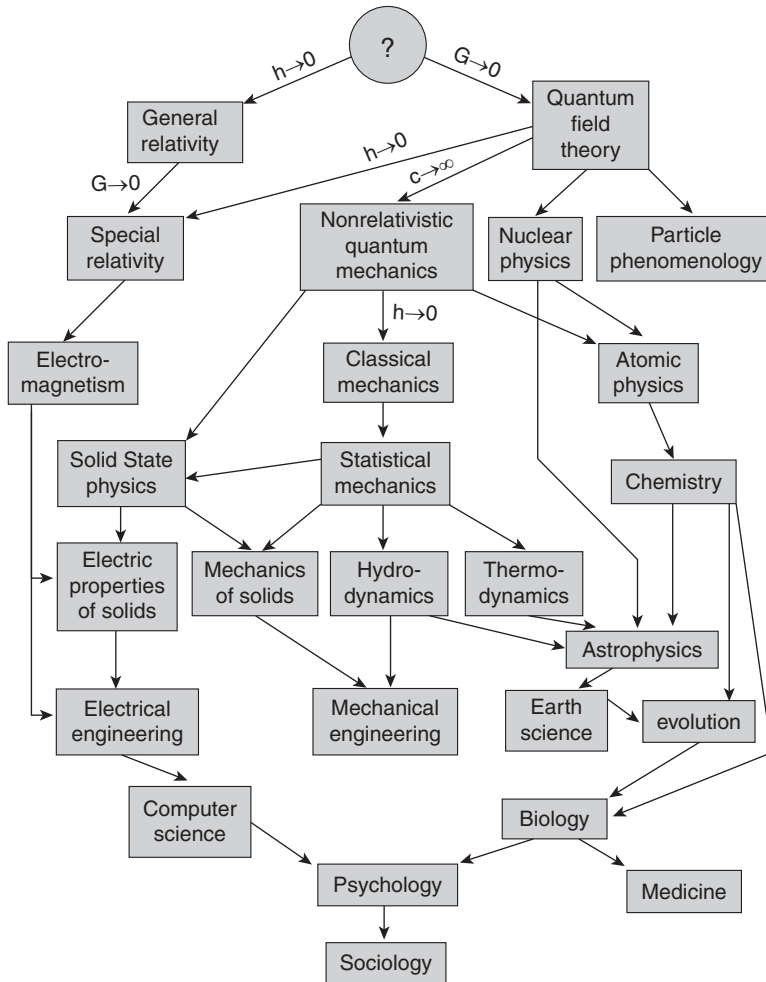 ?
h→0
G→0
General
relativity
Quantum
field
theory
G→0
h→0
c→∞
Special
relativity
Nonrelativistic
quantum
mechanics
Nuclear
physics
Particle
phenomenology
h→0
Electro-
magnetism
Classical
mechanics
Atomic
physics
Solid State
physics
Statistical
mechanics
Chemistry
Electric
properties
of solids
Mechanics
of solids
Hydro-
dynamics
Thermo-
dynamics
Astrophysics
Electrical
engineering
Mechanical
engineering
Earth
science
evolution
Computer
science
Biology
Psychology
Medicine
Sociology